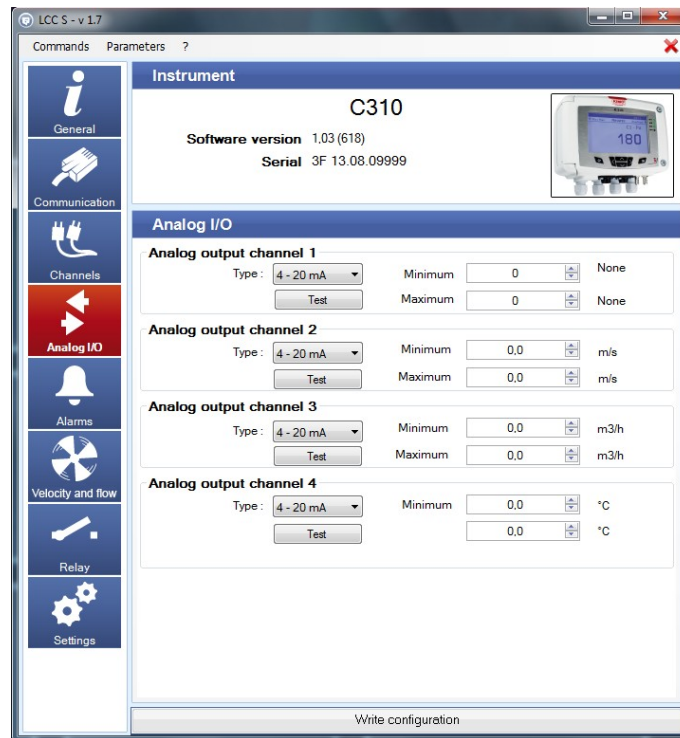 LCC S - v 1.7
Commands Parameters ?
Instrument
C310
Software version 1,03 (618)
Serial 3F 13.08.09999
180
General
Communication
Channels
Analog I/O
Alarms
Velocity and flow
Relay
Settings
Analog I/O
Analog output channel 1
Type : 4 - 20 mA Minimum 0 None
Test Maximum 0 None
Analog output channel 2
Type : 4 - 20 mA Minimum 0,0 m/s
Test Maximum 0,0 m/s
Analog output channel 3
Type : 4 - 20 mA Minimum 0,0 m3/h
Test Maximum 0,0 m3/h
Analog output channel 4
Type : 4 - 20 mA Minimum 0,0 °C
Test 0,0 °C
Write configuration